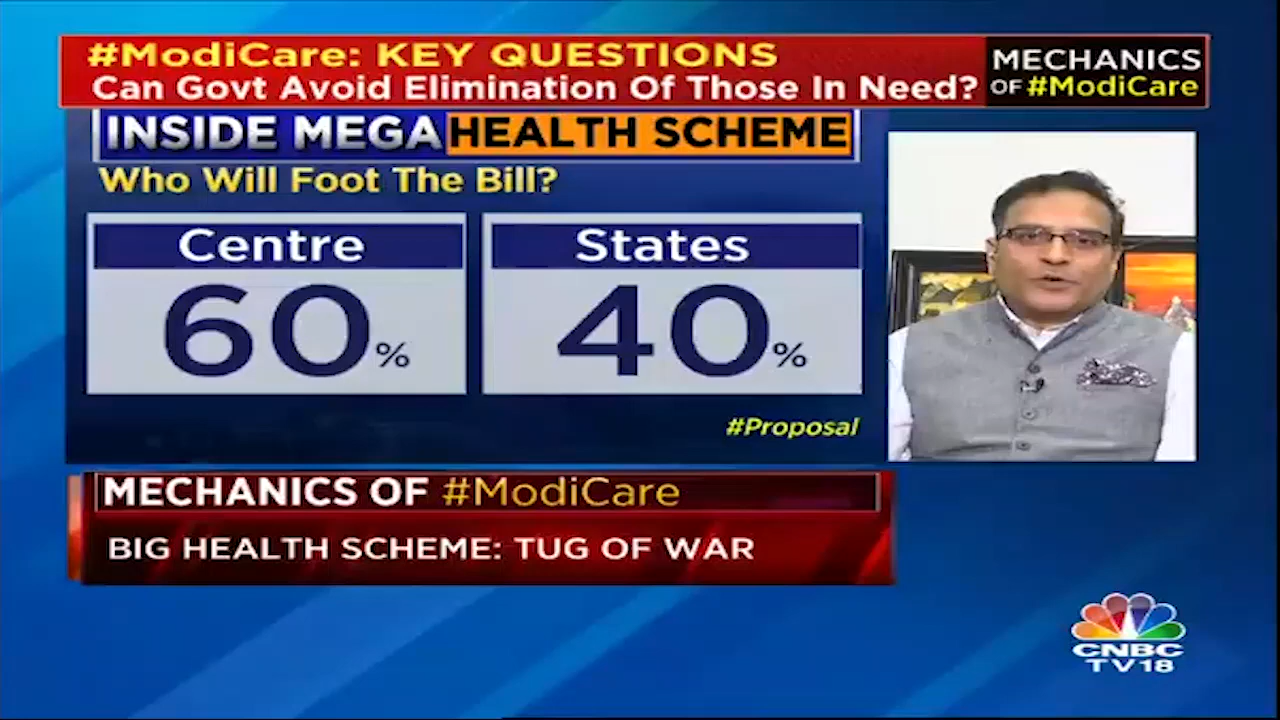 #ModiCare: KEY QUESTIONS
Can Govt Avoid Elimination Of Those In Need?
MECHANICS
OF #ModiCare
INSIDE MEGA HEALTH SCHEME
Who Will Foot The Bill?
Centre
60%
States
40%
#Proposal
MECHANICS OF #ModiCare
BIG HEALTH SCHEME: TUG OF WAR
CNBC
TV18